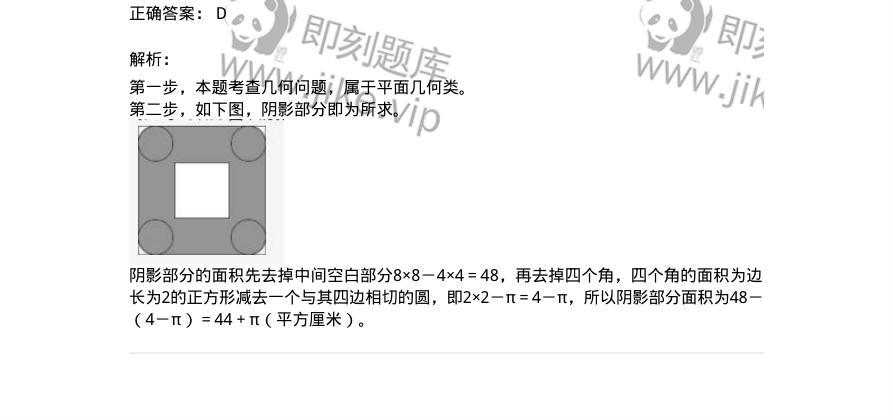 正确答案： D
即刻题库
www.jike.vip
即
www.jik
解析：
第一步，本题考查几何问题，属于平面几何类。
第二步，如下图，阴影部分即为所求。
阴影部分的面积先去掉中间空白部分8×8－4×4＝48，再去掉四个角，四个角的面积为边
长为2的正方形减去一个与其四边相切的圆，即2×2－π＝4－π，所以阴影部分面积为48－
（4－π）＝44＋π（平方厘米）。